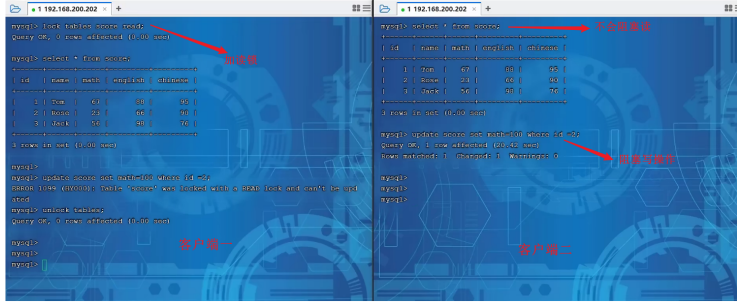 1 192.168.200.202 × +
mysql> lock tables score read;
Query OK, 0 rows affected (0.00 sec)
mysql> select * from score;
| id | name | math | english | chinese |
| 1 | Tom | 67 | 88 | 95 |
| 2 | Rose | 23 | 66 | 90 |
| 3 | Jack | 56 | 98 | 76 |
3 rows in set (0.00 sec)
mysql>
mysql> update score set math=100 where id =2;
ERROR 1099 (HY000): Table 'score' was locked with a READ lock and can't be upd
ated
mysql> unlock tables;
Query OK, 0 rows affected (0.00 sec)
mysql>
mysql>
mysql>
客户端一
1 192.168.200.202 × +
mysql> select * from score;
不会阻塞读
| id | name | math | english | chinese |
| 1 | Tom | 67 | 88 | 95 |
| 2 | Rose | 23 | 66 | 90 |
| 3 | Jack | 56 | 98 | 76 |
3 rows in set (0.00 sec)
mysql> update score set math=100 where id =2;
Query OK, 1 row affected (20.42 sec)
Rows matched: 1 Changed: 1 Warnings: 0
mysql>
mysql>
mysql>
客户端二